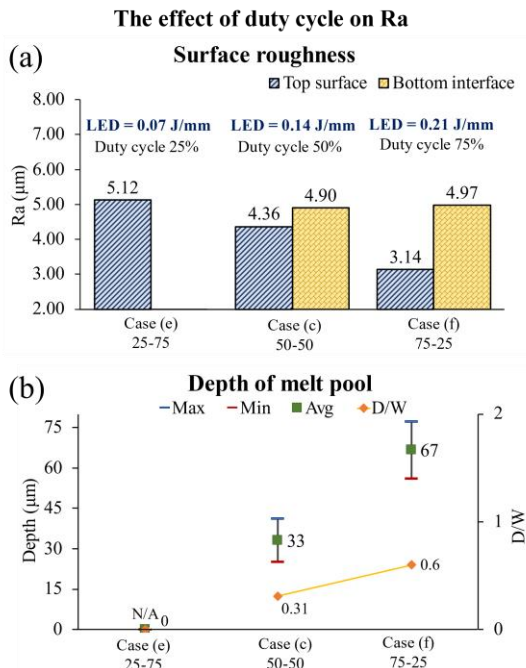 The effect of duty cycle on Ra
(a)
Surface roughness
Top surface Bottom interface
8.00
7.00
6.00
5.00
4.00
3.00
2.00
Ra (µm)
LED = 0.07 J/mm LED = 0.14 J/mm LED = 0.21 J/mm
Duty cycle 25% Duty cycle 50% Duty cycle 75%
5.12
4.36
4.90
3.14
4.97
Case (e) Case (c) Case (f)
25-75 50-50 75-25
(b)
Depth of melt pool
Max Min Avg D/W
75
60
45
30
15
0
Depth (µm)
N/A 0
33
0.31
67
0.6
2
1
0
D/W
Case (e) Case (c) Case (f)
25-75 50-50 75-25